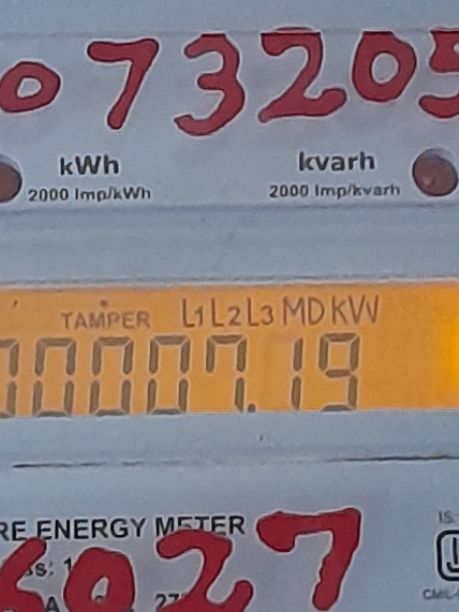 073205
kWh kvarh
2000 Imp/kWh 2000 Imp/kvarh
TAMPER L1 L2 L3 MD KW
00007.19
RE ENERGY METER
6027
IS.